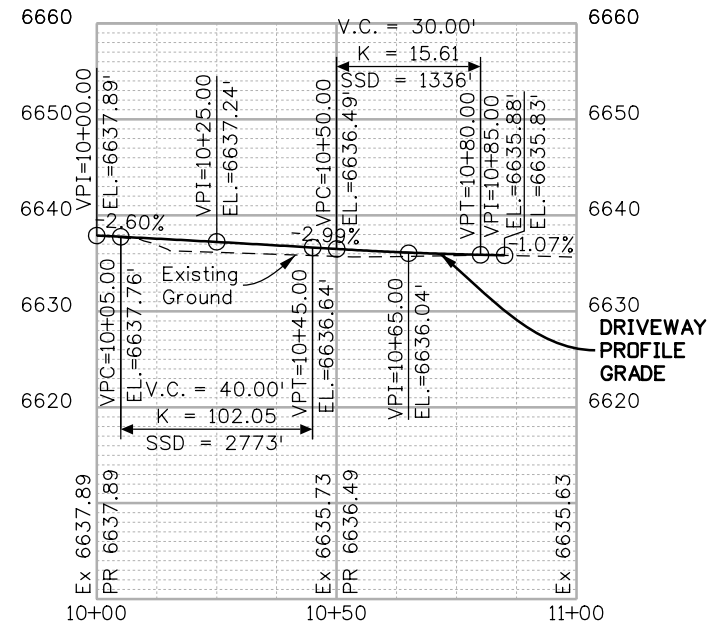 6660
6660
V.C. = 30.00'
K = 15.61
SSD = 1336'
6650
6650
VPI=10+00.00
EL.=6637.89'
VPI=10+25.00
EL.=6637.24'
VPC=10+50.00
EL.=6636.49'
VPT=10+80.00
EL.=6635.88'
VPI=10+85.00
EL.=6635.83'
6640
6640
-2.60%
-2.99%
-1.07%
Existing
Ground
6630
6630
VPC=10+05.00
EL.=6637.76'
VPT=10+45.00
EL.=6636.64'
VPI=10+65.00
EL.=6636.04'
DRIVEWAY
PROFILE
GRADE
V.C. = 40.00'
K = 102.05
SSD = 2773'
6620
6620
Ex 6637.89
PR 6637.89
Ex 6635.73
PR 6636.49
Ex 6635.63
10+00
10+50
11+00